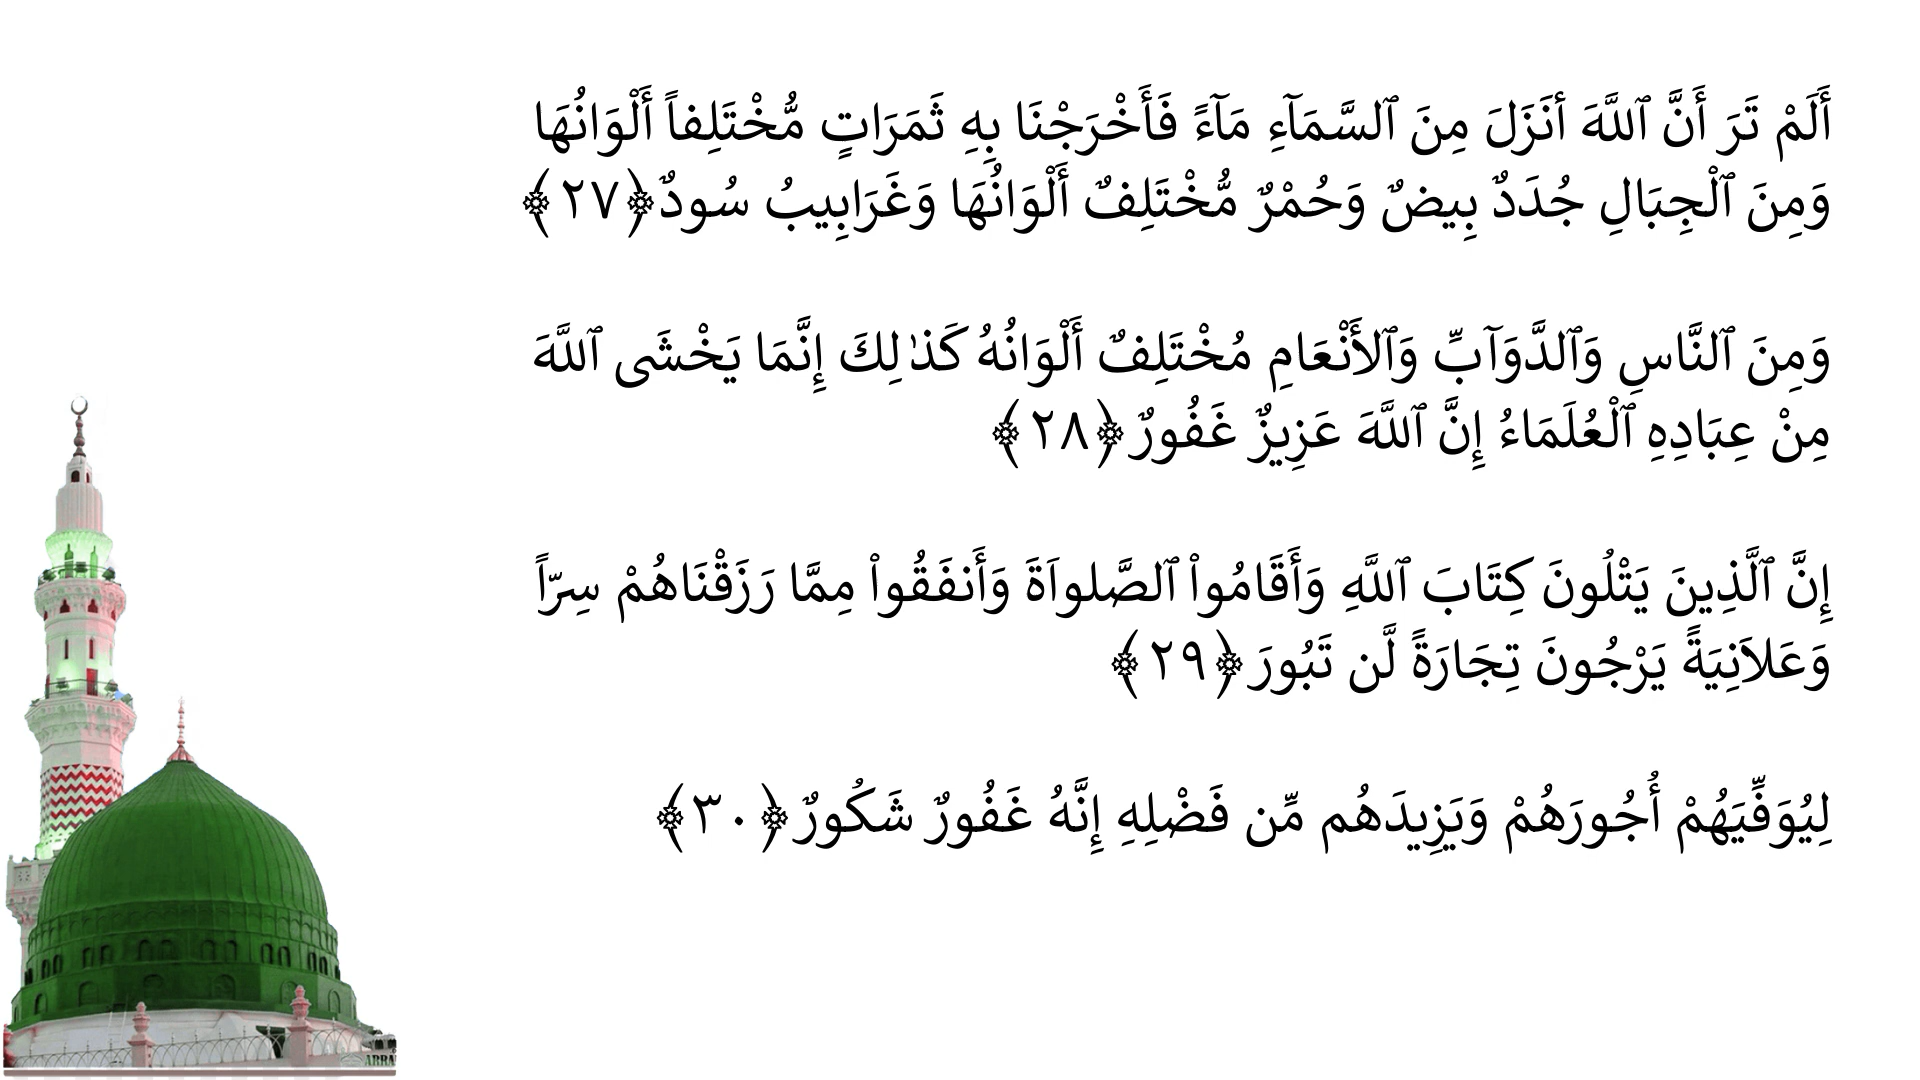 أَلَمْ تَرَ أَنَّ ٱللَّهَ أنَزَلَ مِنَ ٱلسَّمَآءِ مَآءً فَأَخْرَجْنَا بِهِ ثَمَرَاتٍ مُّخْتَلِفاً أَلْوَانُهَا
وَمِنَ ٱلْجِبَالِ جُدَدٌ بِيضٌ وَحُمْرٌ مُّخْتَلِفٌ أَلْوَانُهَا وَغَرَابِيبُ سُودٌ ﴿٢٧﴾
وَمِنَ ٱلنَّاسِ وَٱلدَّوَآبِّ وَٱلأَنْعَامِ مُخْتَلِفٌ أَلْوَانُهُ كَذٰلِكَ إِنَّمَا يَخْشَى ٱللَّهَ
مِنْ عِبَادِهِ ٱلْعُلَمَاءُ إِنَّ ٱللَّهَ عَزِيزٌ غَفُورٌ ﴿٢٨﴾
إِنَّ ٱلَّذِينَ يَتْلُونَ كِتَابَ ٱللَّهِ وَأَقَامُواْ ٱلصَّلواَةَ وَأَنفَقُواْ مِمَّا رَزَقْنَاهُمْ سِرّاً
وَعَلاَنِيَةً يَرْجُونَ تِجَارَةً لَّن تَبُورَ ﴿٢٩﴾
لِيُوَفِّيَهُمْ أُجُورَهُمْ وَيَزِيدَهُم مِّن فَضْلِهِ إِنَّهُ غَفُورٌ شَكُورٌ ﴿٣٠﴾